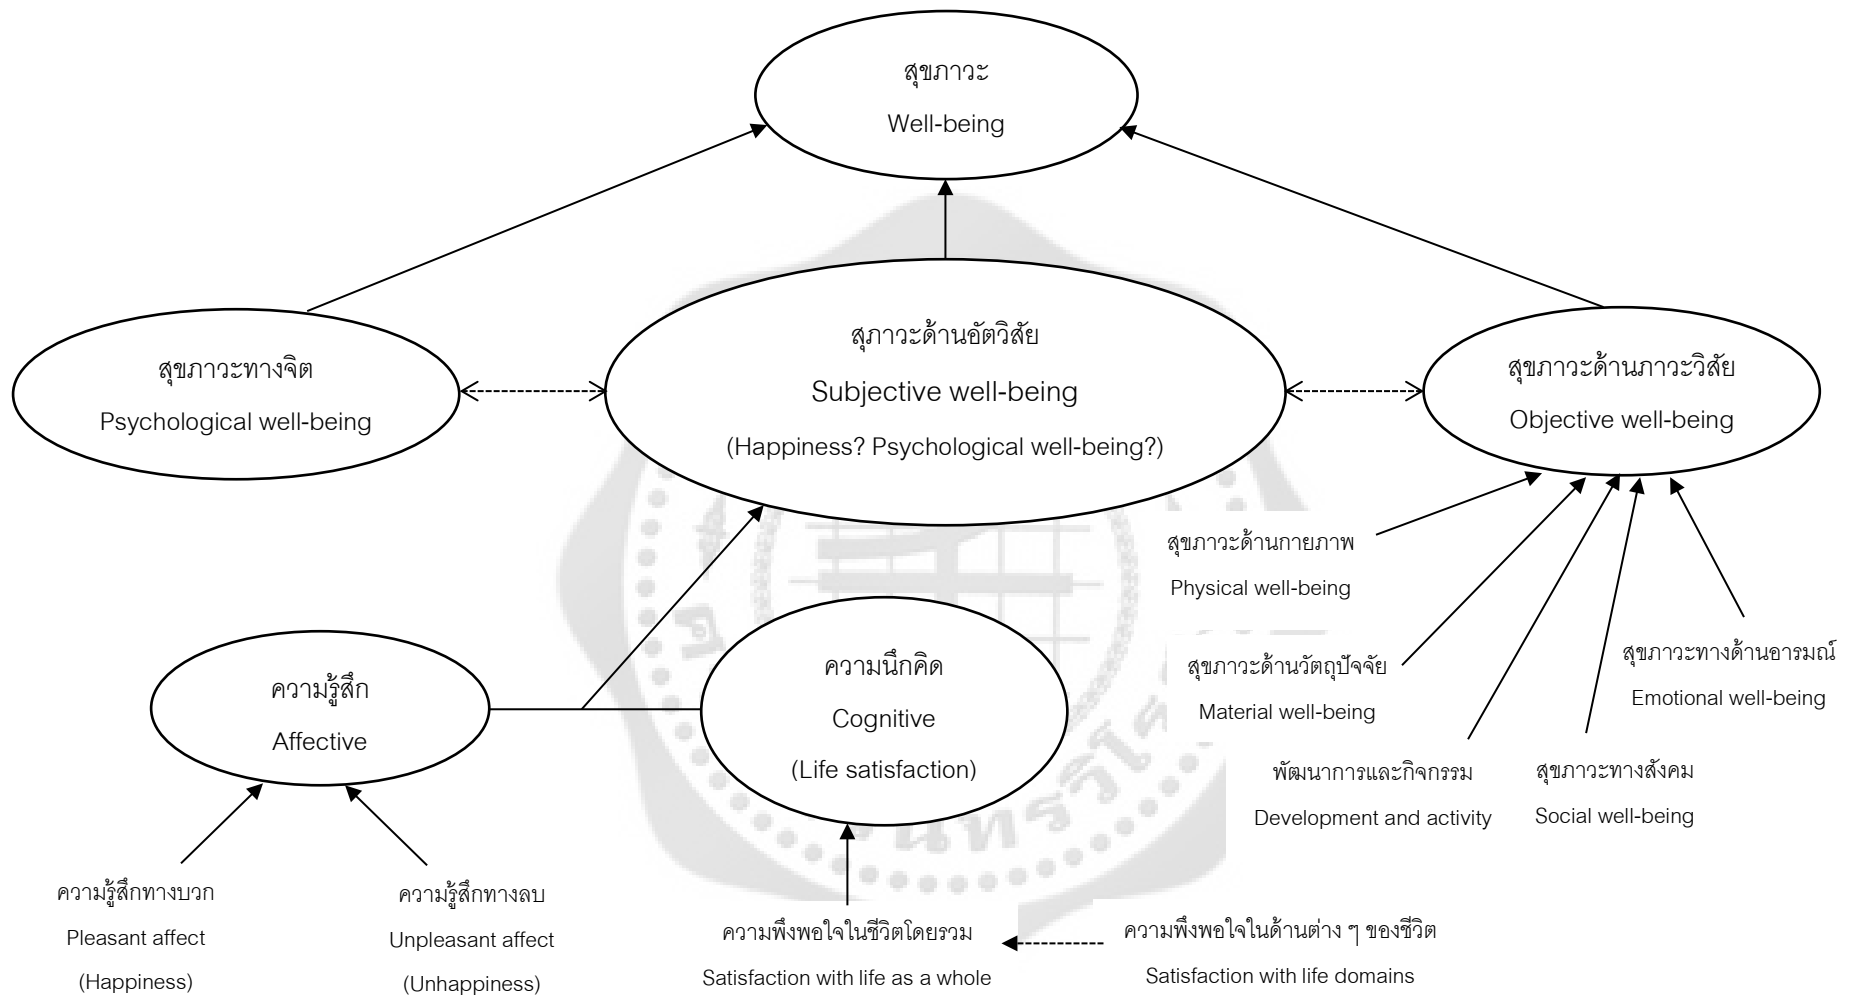 สุขภาวะ
Well-being
สุขภาวะทางจิต
Psychological well-being
สุภาวะด้านอัตวิสัย
Subjective well-being
(Happiness? Psychological well-being?)
สุขภาวะด้านภาวะวิสัย
Objective well-being
สุขภาวะด้านกายภาพ
Physical well-being
สุขภาวะด้านวัตถุปัจจัย
Material well-being
พัฒนาการและกิจกรรม
Development and activity
สุขภาวะทางสังคม
Social well-being
สุขภาวะทางด้านอารมณ์
Emotional well-being
ความรู้สึก
Affective
ความนึกคิด
Cognitive
(Life satisfaction)
ความรู้สึกทางบวก
Pleasant affect
(Happiness)
ความรู้สึกทางลบ
Unpleasant affect
(Unhappiness)
ความพึงพอใจในชีวิตโดยรวม
Satisfaction with life as a whole
ความพึงพอใจในด้านต่าง ๆ ของชีวิต
Satisfaction with life domains